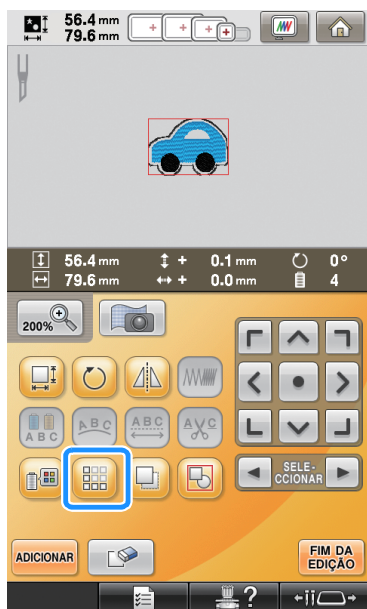 56.4 mm
79.6 mm
56.4 mm + 0.1 mm 0°
79.6 mm + 0.0 mm 4
200%
A B C
ABC
ABC
A C
SELE-
CCIONAR
ADICIONAR
FIM DA
EDIÇÃO
?